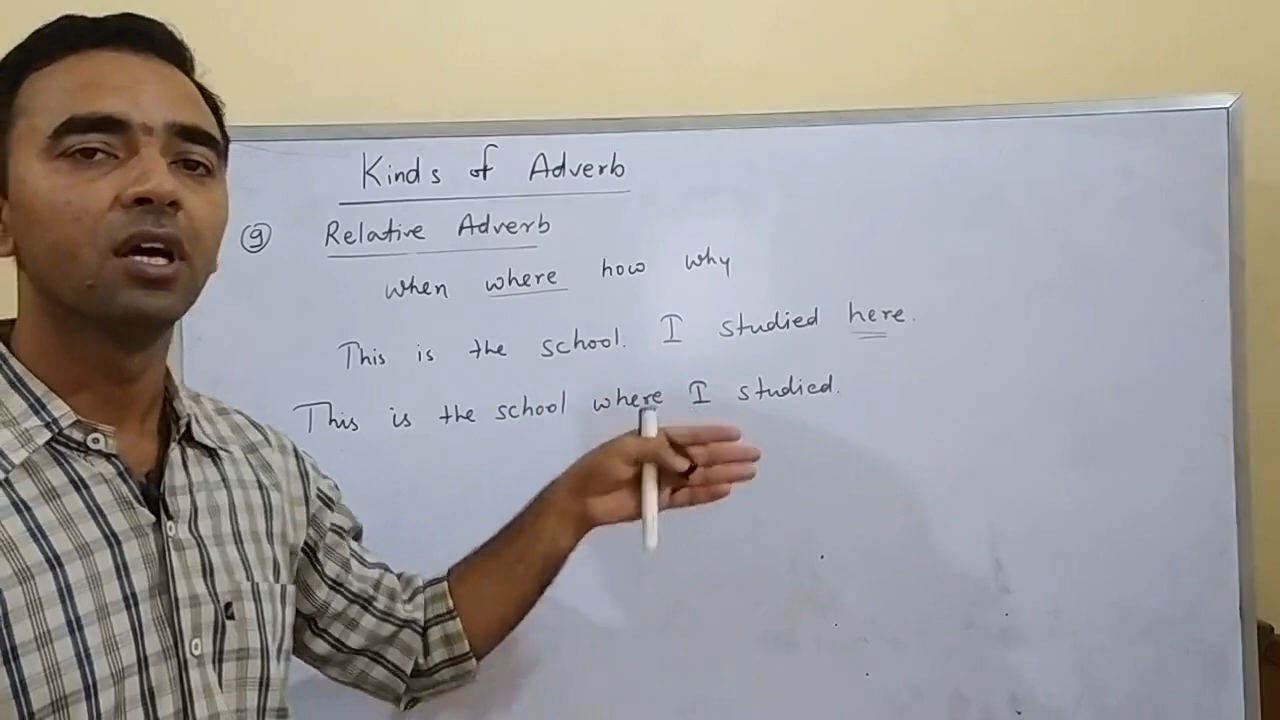 Kinds of Adverb
⑨ Relative Adverb
when where how why
This is the school. I studied here.
This is the school where I studied.